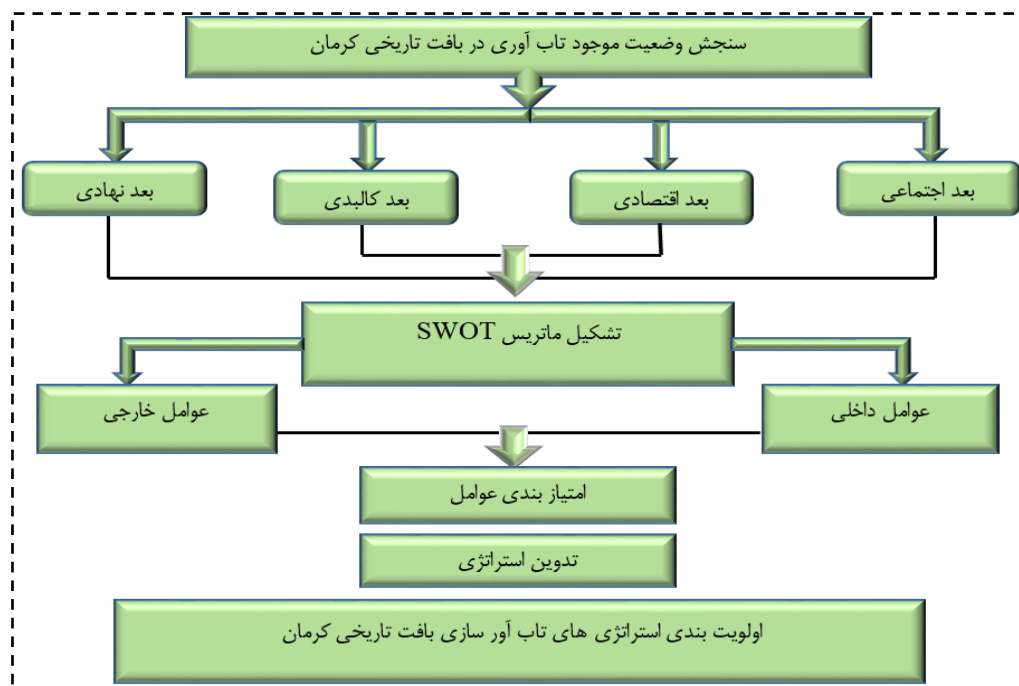 سنجش وضعیت موجود تاب آوری در بافت تاریخی کرمان
بعد اجتماعی
بعد اقتصادی
بعد کالبدی
بعد نهادی
تشکیل ماتریس SWOT
عوامل داخلی
عوامل خارجی
امتیاز بندی عوامل
تدوین استراتژی
اولویت بندی استراتژی های تاب آور سازی بافت تاریخی کرمان